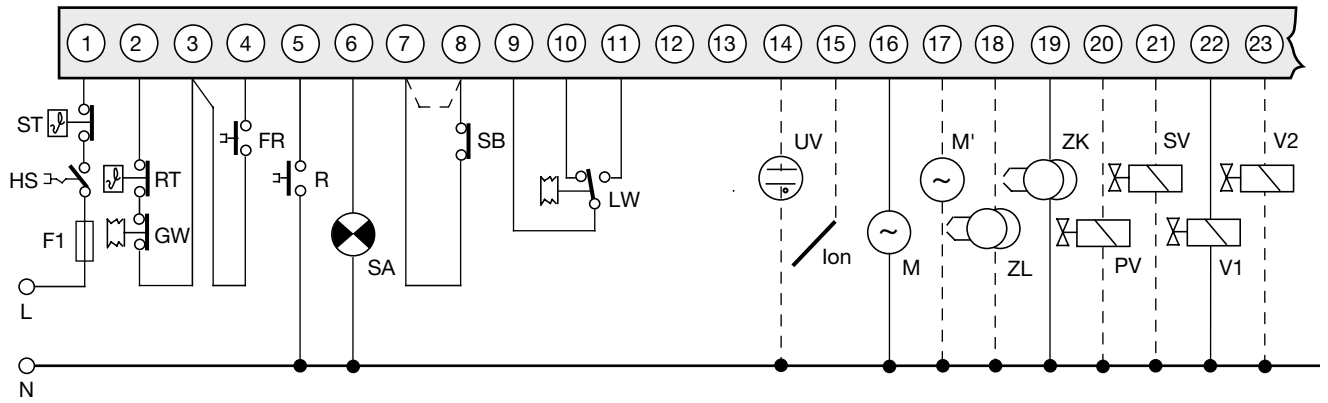 1 2 3 4 5 6 7 8 9 10 11 12 13 14 15 16 17 18 19 20 21 22 23
ST FR SB UV M' ZK SV V2
HS RT R LW
F1 GW SA Ion M ZL PV V1
L
N